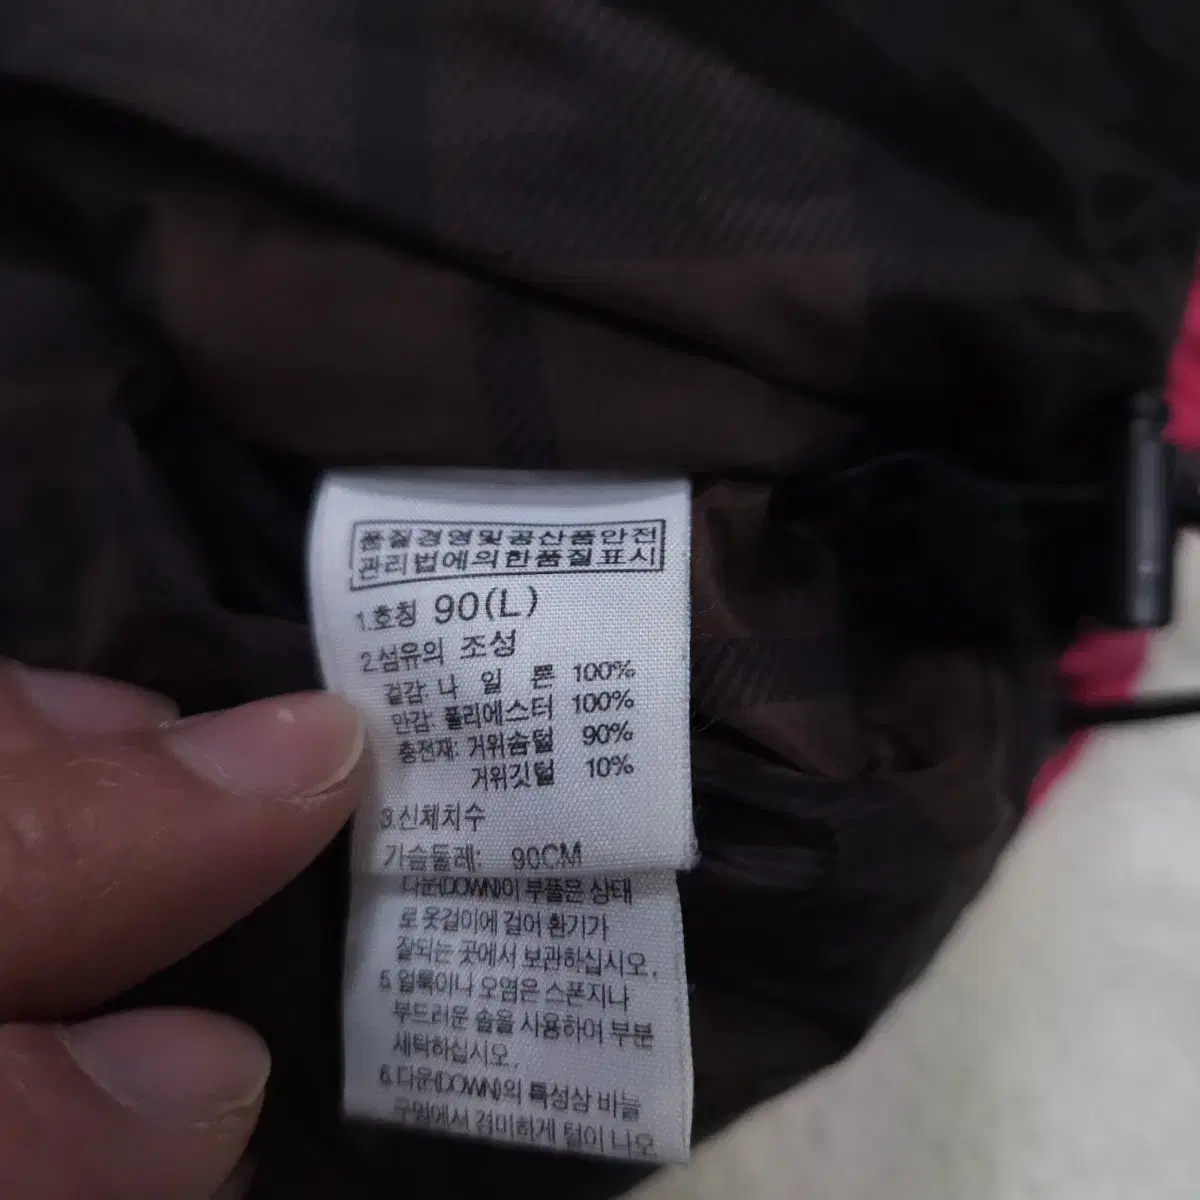 품질경영및공산품안전
관리법에의한품질표시
1.호칭 90(L)
2.섬유의 조성
겉감 나 일 론 100%
안감: 폴리에스터 100%
충전재: 거위솜털 90%
거위깃털 10%
3.신체치수
가슴둘레: 90CM
다운(DOWN)이 부풀은 상태
로 옷걸이에 걸어 환기가
잘되는 곳에서 보관하십시오.
5.얼룩이나 오염은 스폰지나
부드러운 솔을 사용하여 부분
세탁하십시오.
6.다운(DOWN)의 특성상 바늘
구멍에서 경미하게 털이 나오